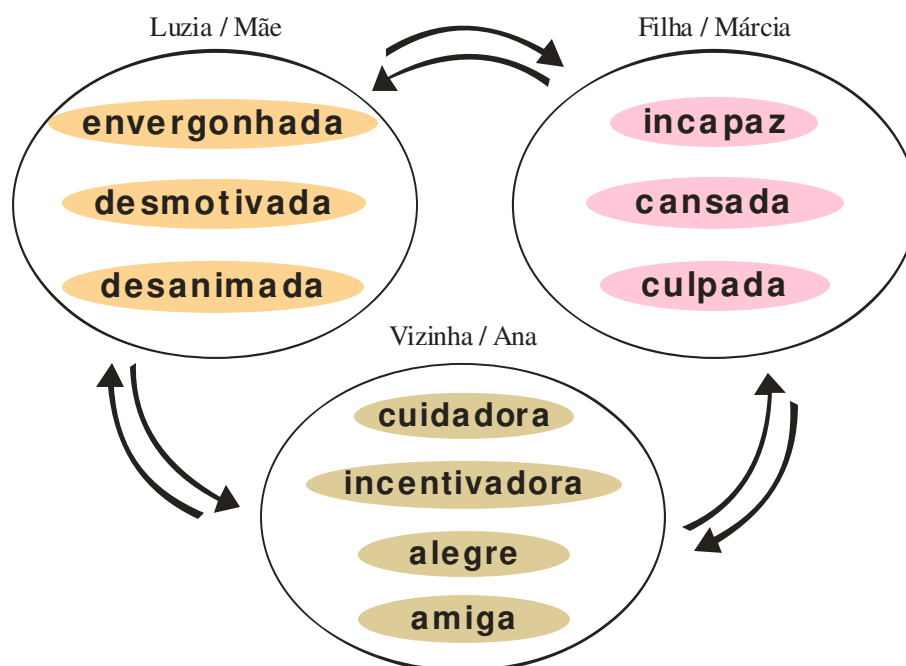 Luzia / Mãe
envergonhada
desmotivada
desanimada
Filha / Márcia
incapaz
cansada
culpada
Vizinha / Ana
cuidadora
incentivadora
alegre
amiga